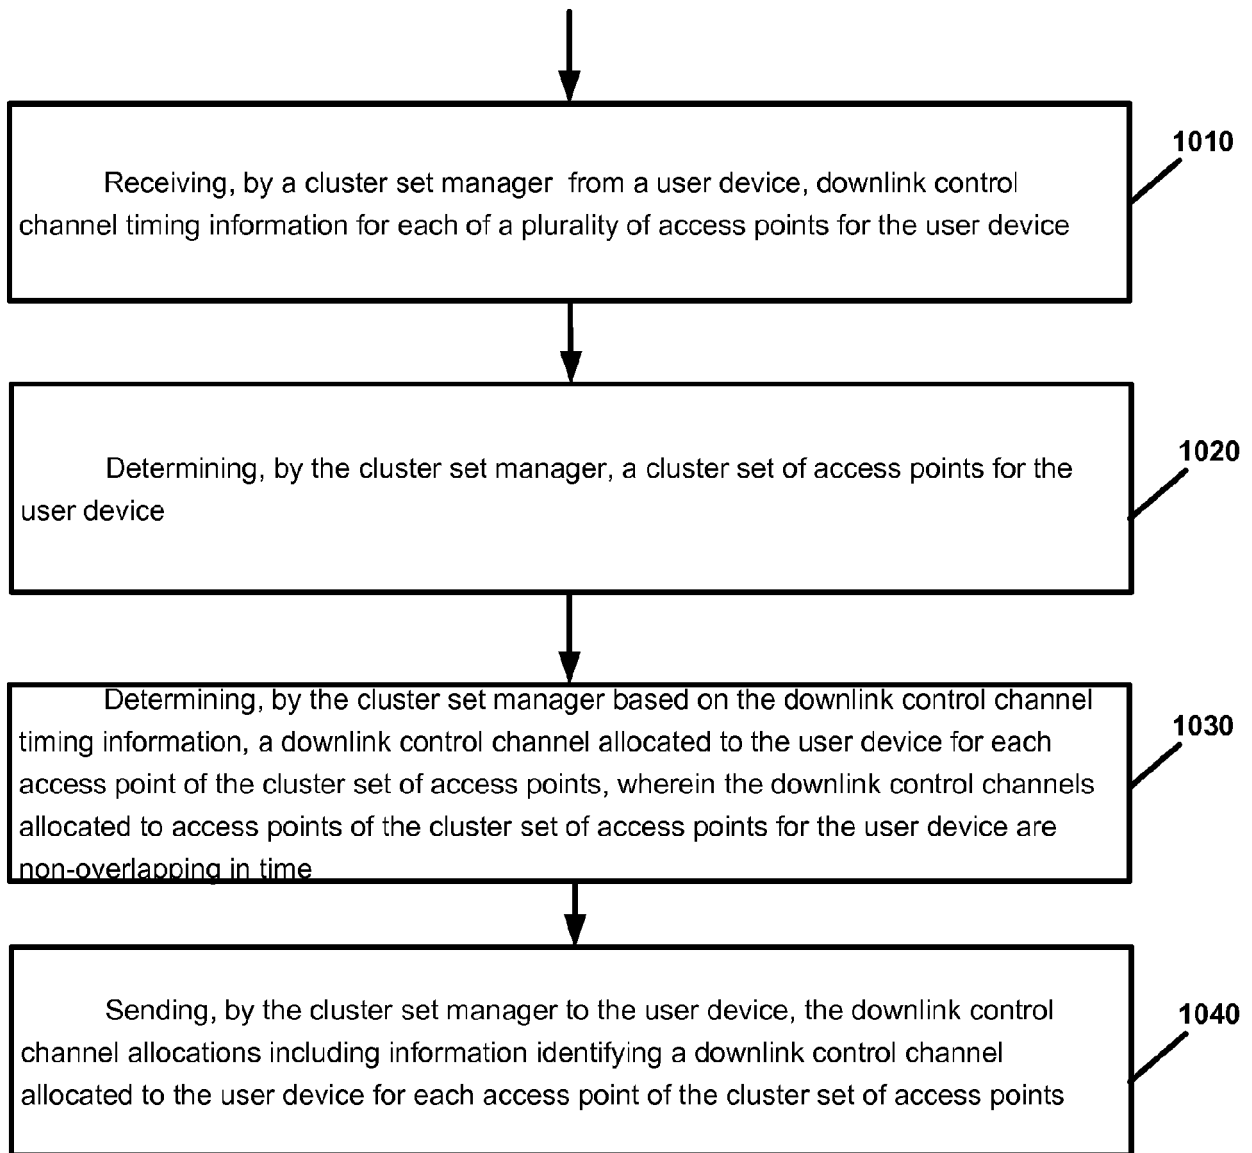 1010
Receiving, by a cluster set manager from a user device, downlink control
channel timing information for each of a plurality of access points for the user device
1020
Determining, by the cluster set manager, a cluster set of access points for the
user device
1030
Determining, by the cluster set manager based on the downlink control channel
timing information, a downlink control channel allocated to the user device for each
access point of the cluster set of access points, wherein the downlink control channels
allocated to access points of the cluster set of access points for the user device are
non-overlapping in time
1040
Sending, by the cluster set manager to the user device, the downlink control
channel allocations including information identifying a downlink control channel
allocated to the user device for each access point of the cluster set of access points